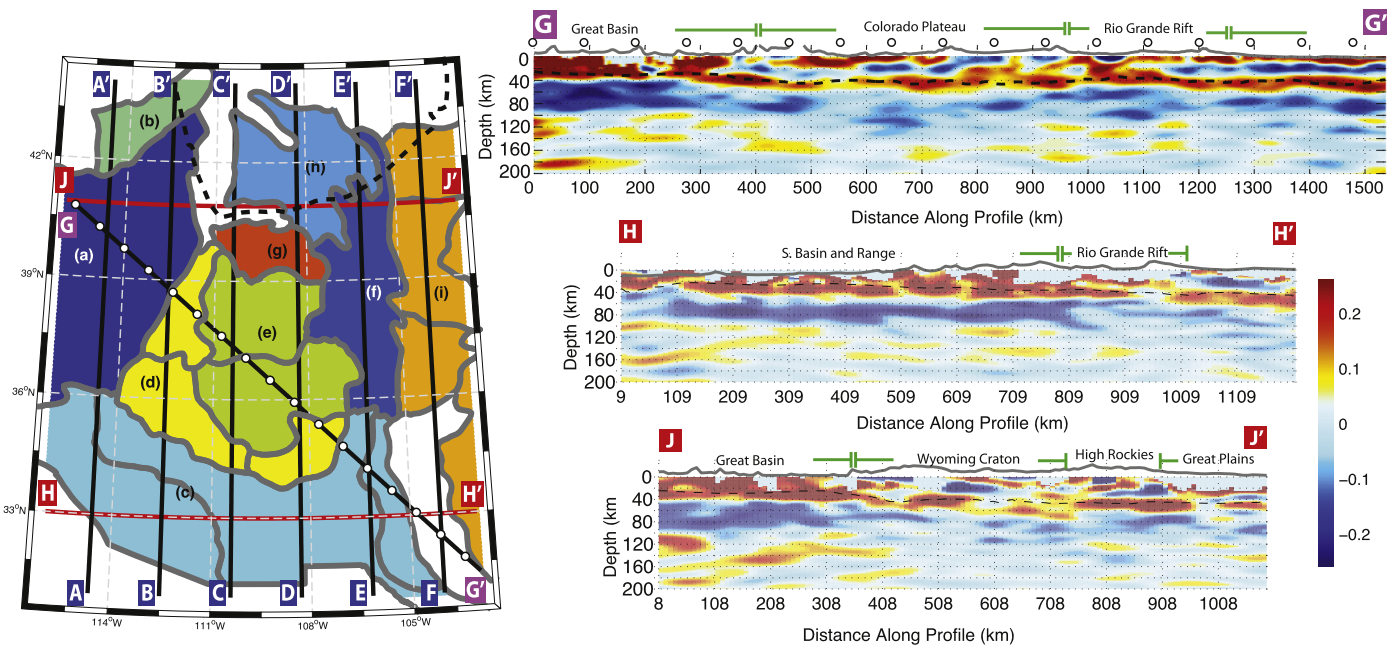 A' B' C' D' E' F'
(b)
(n)
42°N
J J'
G
(a)
(g)
39°N
(f) (i)
(e)
(d)
36°N
H (c) H'
33°N
A B C D E F G'
114°W 111°W 108°W 105°W
G Great Basin Colorado Plateau Rio Grande Rift G'
Depth (km)
0
40
80
120
160
200
0 100 200 300 400 500 600 700 800 900 1000 1100 1200 1300 1400 1500
Distance Along Profile (km)
H S. Basin and Range Rio Grande Rift H'
Depth (km)
0
40
80
120
160
200
9 109 209 309 409 509 609 709 809 909 1009 1109
Distance Along Profile (km)
J Great Basin Wyoming Craton High Rockies Great Plains J'
Depth (km)
0
40
80
120
160
200
8 108 208 308 408 508 608 708 808 908 1008
Distance Along Profile (km)
0.2
0.1
0
−0.1
−0.2